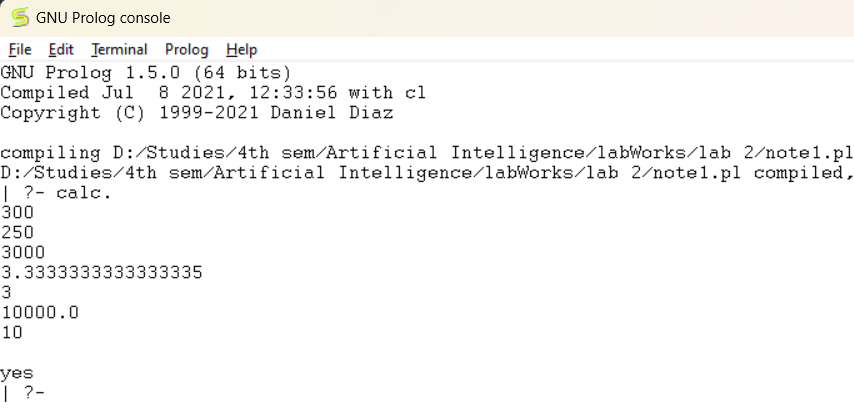 GNU Prolog console
File Edit Terminal Prolog Help
GNU Prolog 1.5.0 (64 bits)
Compiled Jul  8 2021, 12:33:56 with cl
Copyright (C) 1999-2021 Daniel Diaz
compiling D:/Studies/4th sem/Artificial Intelligence/labWorks/lab 2/note1.pl
D:/Studies/4th sem/Artificial Intelligence/labWorks/lab 2/note1.pl compiled,
| ?- calc.
300
250
3000
3.3333333333333335
3
10000.0
10
yes
| ?-